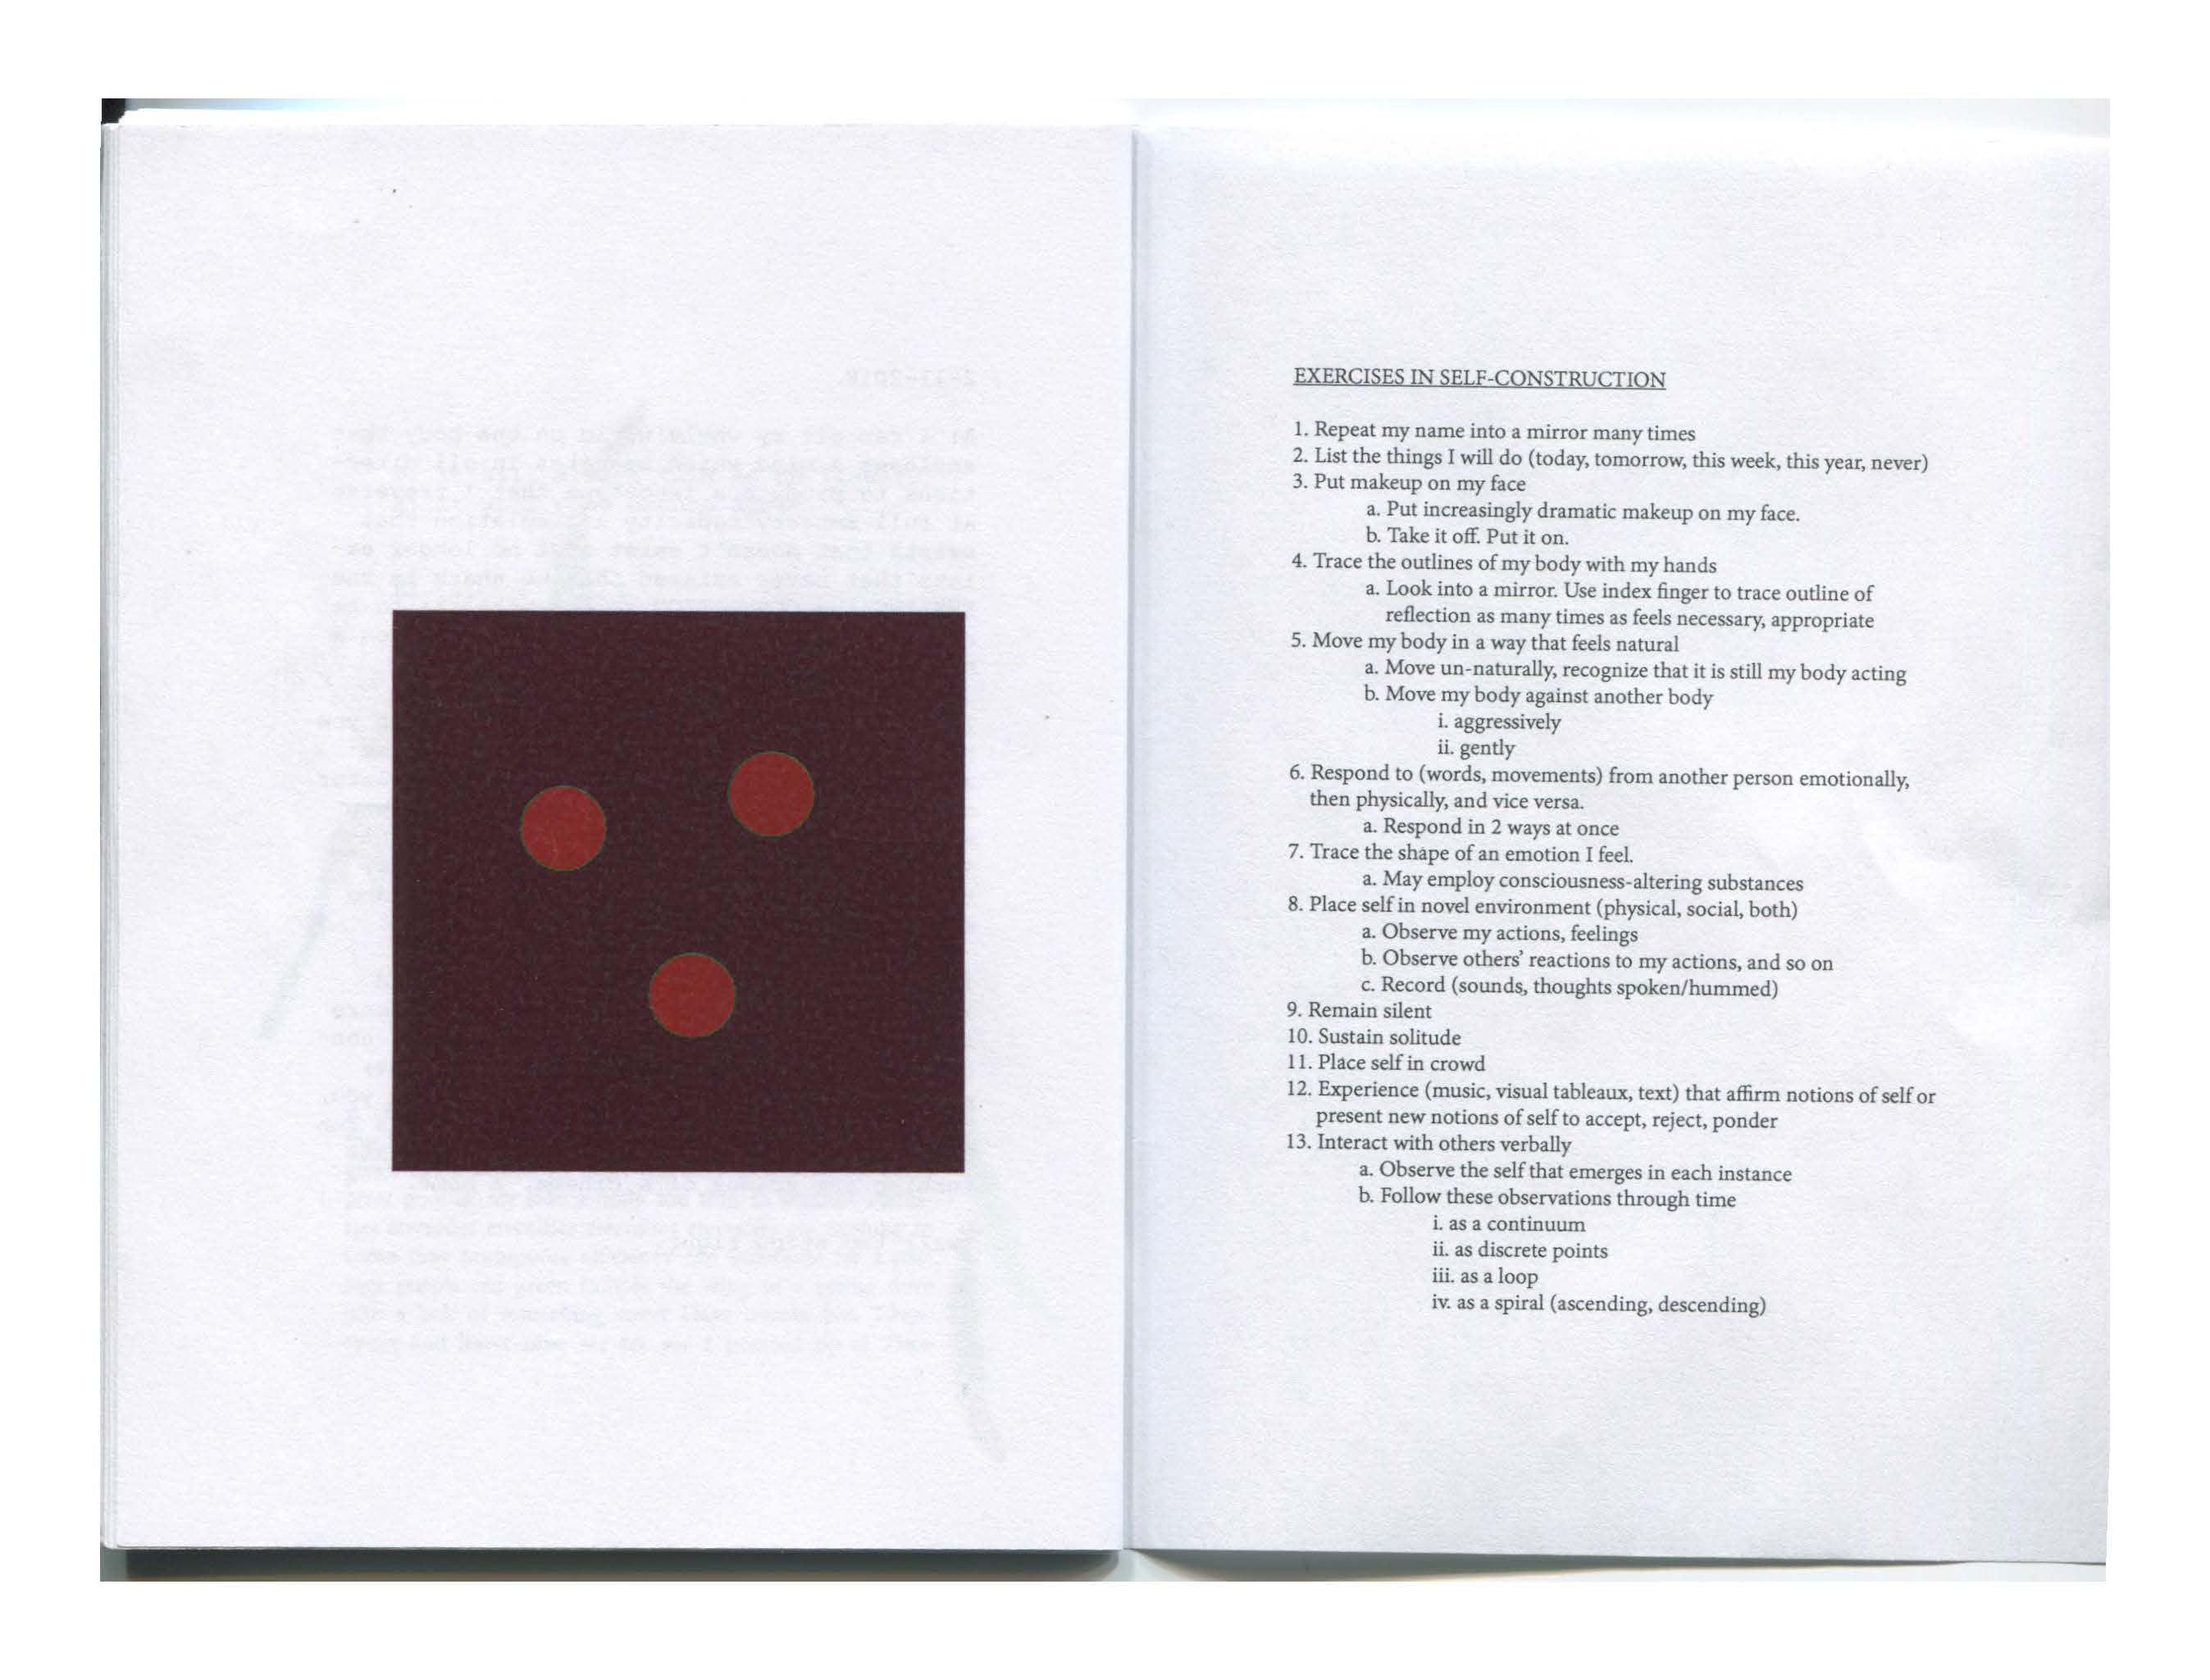 EXERCISES IN SELF-CONSTRUCTION
1. Repeat my name into a mirror many times
2. List the things I will do (today, tomorrow, this week, this year, never)
3. Put makeup on my face
a. Put increasingly dramatic makeup on my face.
b. Take it off. Put it on.
4. Trace the outlines of my body with my hands
a. Look into a mirror. Use index finger to trace outline of
reflection as many times as feels necessary, appropriate
5. Move my body in a way that feels natural
a. Move un-naturally, recognize that it is still my body acting
b. Move my body against another body
i. aggressively
ii. gently
6. Respond to (words, movements) from another person emotionally,
then physically, and vice versa.
a. Respond in 2 ways at once
7. Trace the shape of an emotion I feel.
a. May employ consciousness-altering substances
8. Place self in novel environment (physical, social, both)
a. Observe my actions, feelings
b. Observe others' reactions to my actions, and so on
c. Record (sounds, thoughts spoken/hummed)
9. Remain silent
10. Sustain solitude
11. Place self in crowd
12. Experience (music, visual tableaux, text) that affirm notions of self or
present new notions of self to accept, reject, ponder
13. Interact with others verbally
a. Observe the self that emerges in each instance
b. Follow these observations through time
i. as a continuum
ii. as discrete points
iii. as a loop
iv. as a spiral (ascending, descending)